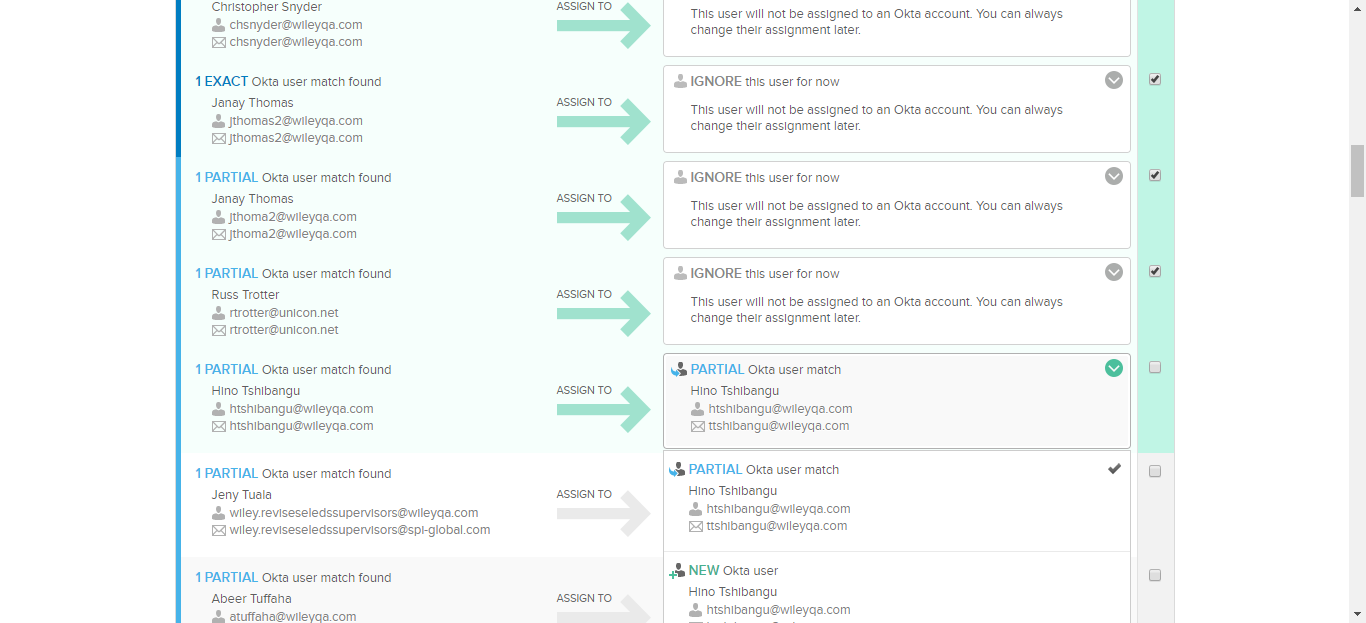 Christopher Snyder
chsnyder@wileyqa.com
chsnyder@wileyqa.com
ASSIGN TO
This user will not be assigned to an Okta account. You can always
change their assignment later.
1 EXACT Okta user match found
Janay Thomas
jthomas2@wileyqa.com
jthomas2@wileyqa.com
ASSIGN TO
IGNORE this user for now
This user will not be assigned to an Okta account. You can always
change their assignment later.
1 PARTIAL Okta user match found
Janay Thomas
jthoma2@wileyqa.com
jthoma2@wileyqa.com
ASSIGN TO
IGNORE this user for now
This user will not be assigned to an Okta account. You can always
change their assignment later.
1 PARTIAL Okta user match found
Russ Trotter
rtrotter@unicon.net
rtrotter@unicon.net
ASSIGN TO
IGNORE this user for now
This user will not be assigned to an Okta account. You can always
change their assignment later.
1 PARTIAL Okta user match found
Hino Tshibangu
htshibangu@wileyqa.com
htshibangu@wileyqa.com
ASSIGN TO
PARTIAL Okta user match
Hino Tshibangu
htshibangu@wileyqa.com
ttshibangu@wileyqa.com
1 PARTIAL Okta user match found
Jeny Tuala
wiley.reviseseledssupervisors@wileyqa.com
wiley.reviseseledssupervisors@spi-global.com
ASSIGN TO
PARTIAL Okta user match
Hino Tshibangu
htshibangu@wileyqa.com
ttshibangu@wileyqa.com
1 PARTIAL Okta user match found
Abeer Tuffaha
atuffaha@wileyqa.com
ASSIGN TO
NEW Okta user
Hino Tshibangu
htshibangu@wileyqa.com